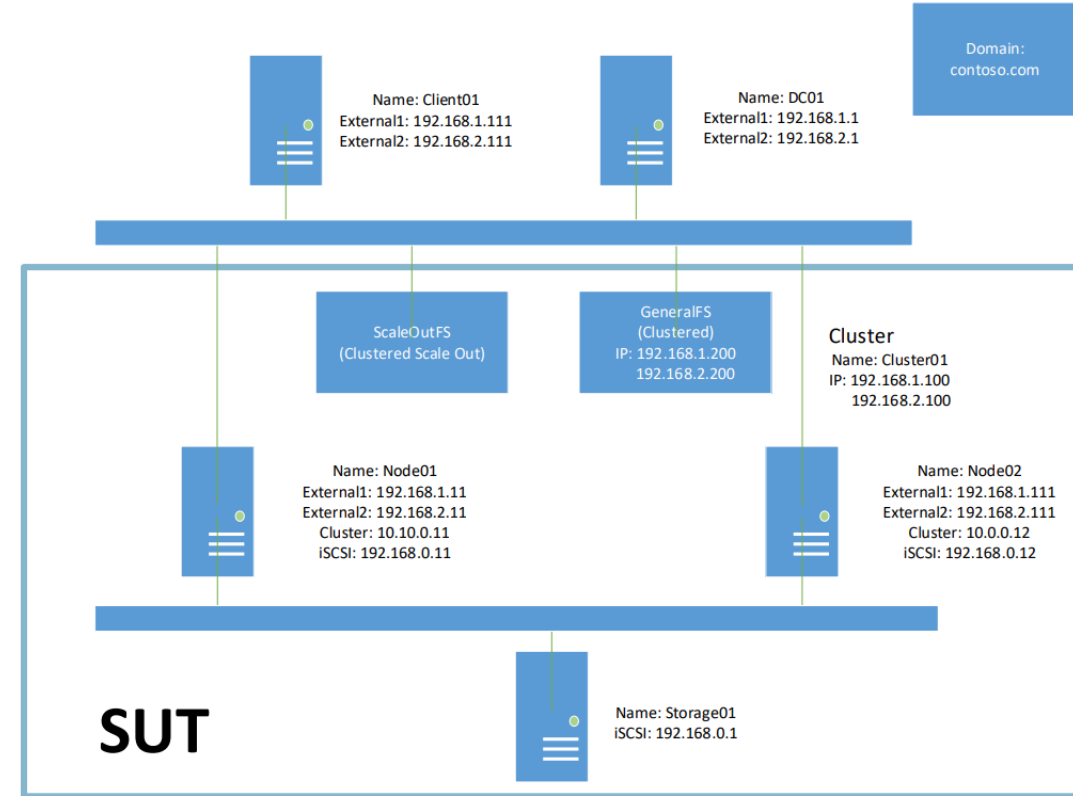 Domain:
contoso.com
Name: Client01
External1: 192.168.1.111
External2: 192.168.2.111
Name: DC01
External1: 192.168.1.1
External2: 192.168.2.1
ScaleOutFS
(Clustered Scale Out)
GeneralFS
(Clustered)
IP: 192.168.1.200
192.168.2.200
Cluster
Name: Cluster01
IP: 192.168.1.100
192.168.2.100
Name: Node01
External1: 192.168.1.11
External2: 192.168.2.11
Cluster: 10.10.0.11
iSCSI: 192.168.0.11
Name: Node02
External1: 192.168.1.111
External2: 192.168.2.111
Cluster: 10.0.0.12
iSCSI: 192.168.0.12
SUT
Name: Storage01
iSCSI: 192.168.0.1